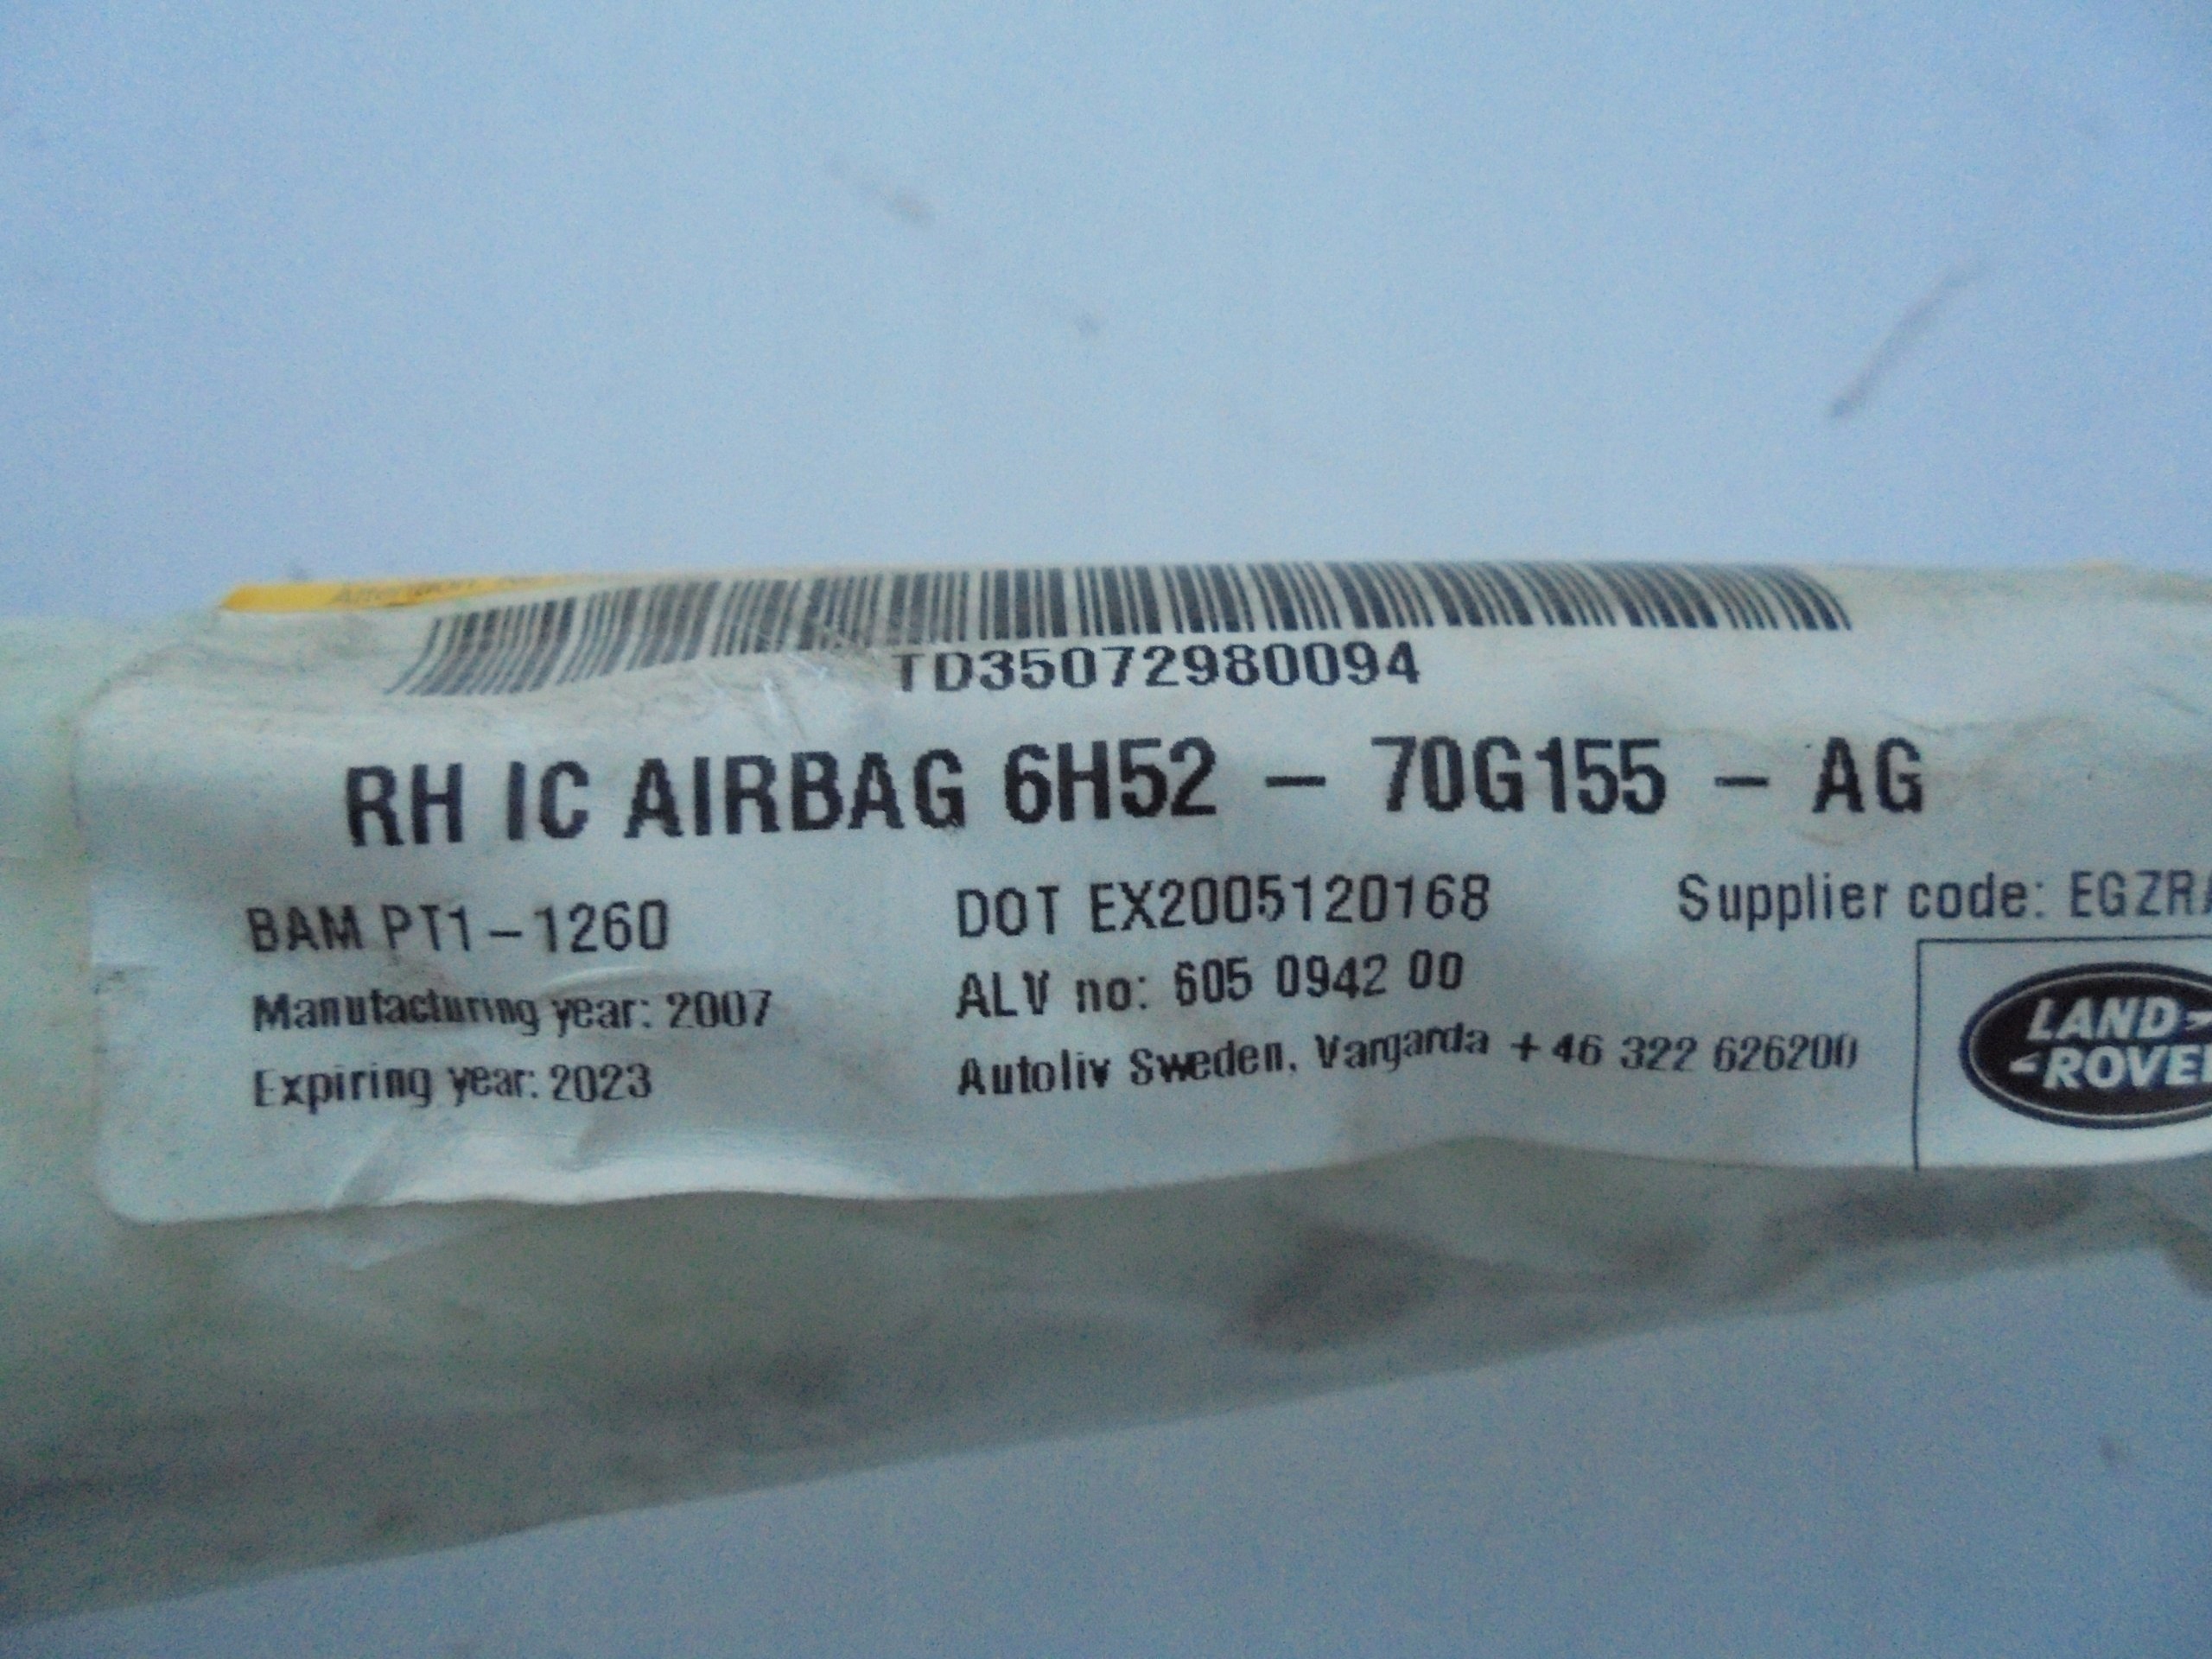 TD35072980094
RH IC AIRBAG 6H52 – 70G155 – AG
BAM PT1–1260
DOT EX2005120168
Supplier code: EGZRA
Manufacturing year: 2007
ALV no: 605 0942 00
Expiring year: 2023
Autoliv Sweden, Vargarda +46 322 626200
LAND-
-ROVER